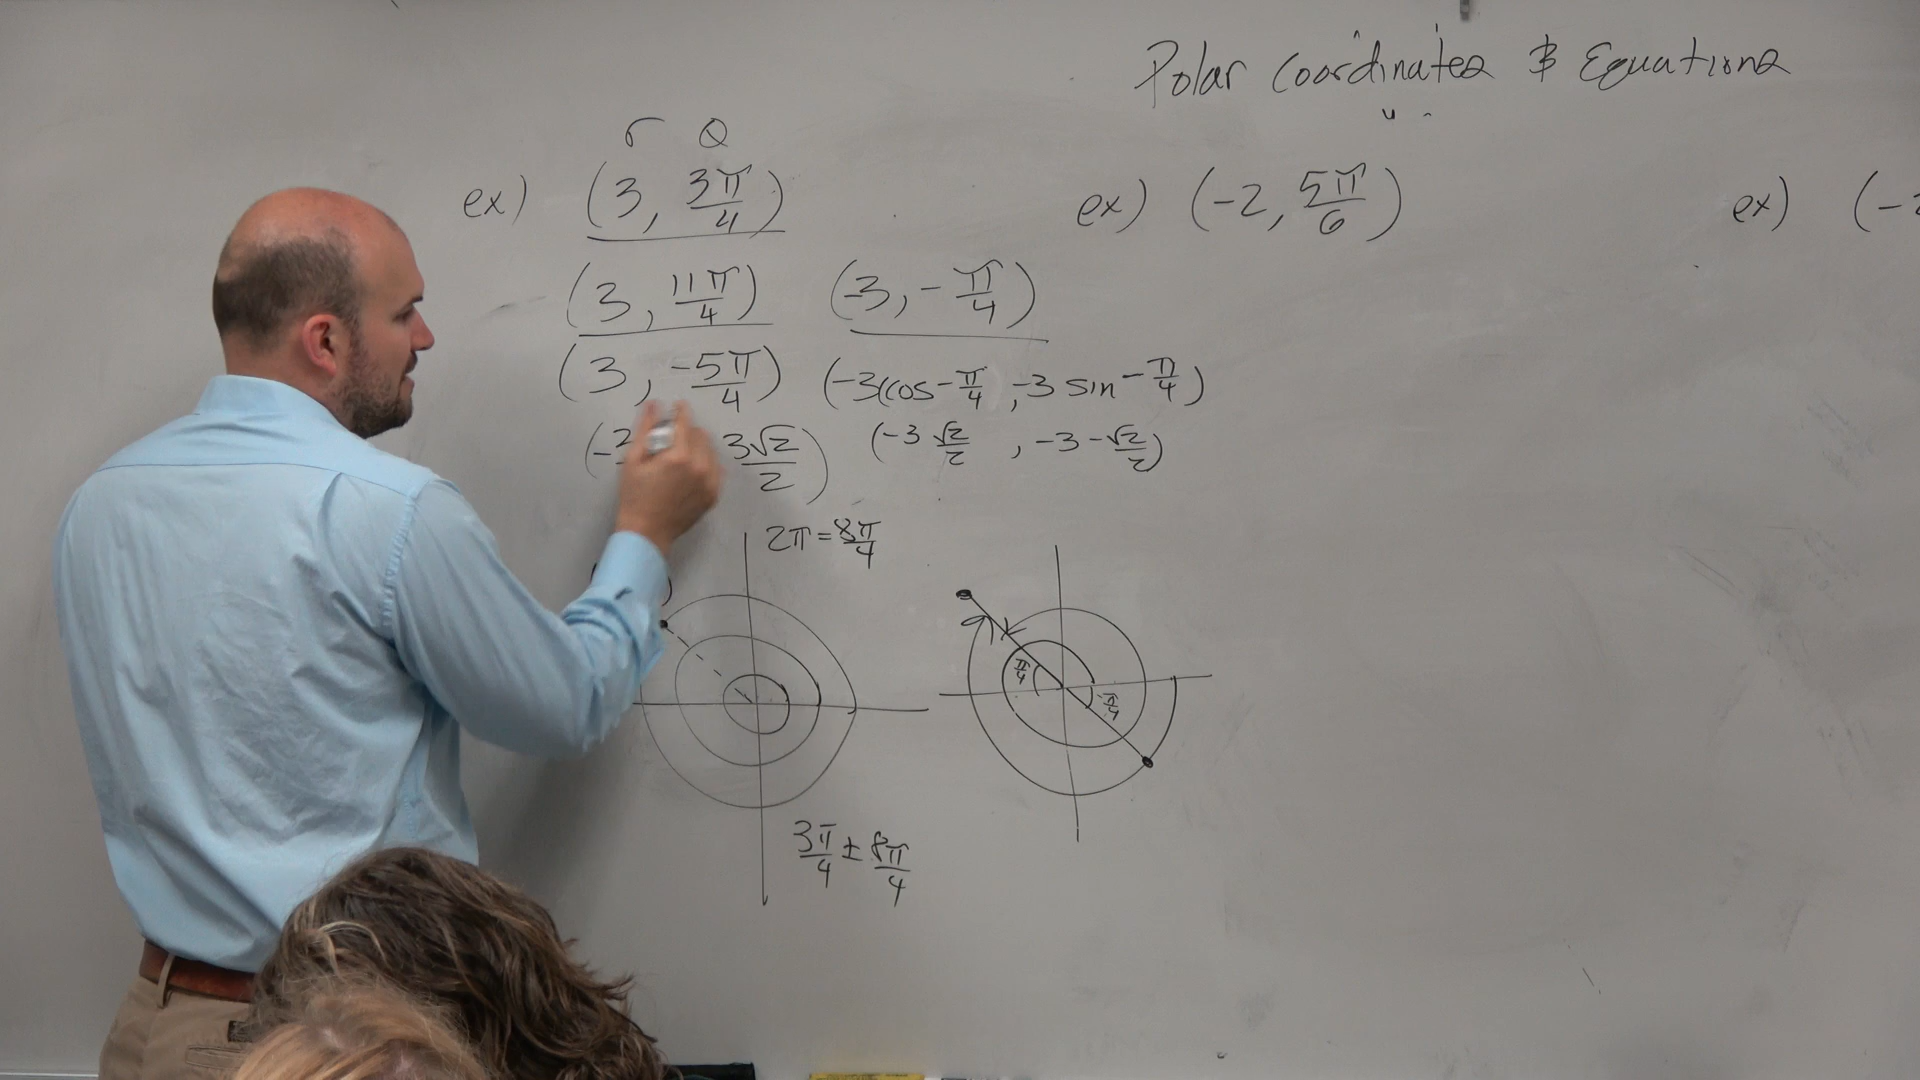 Polar Coordinates & Equations
r θ
ex) (3, 3π/4)
(3, 11π/4) (-3, -π/4)
(3, -5π/4) (-3(cos -π/4, -3 sin -π/4)
3√2/2) (-3 √2/2, -3 -√2/2)
2π = 8π/4
π/4
-π/4
3π/4 ± 8π/4
ex) (-2, 5π/6)
ex) (-2